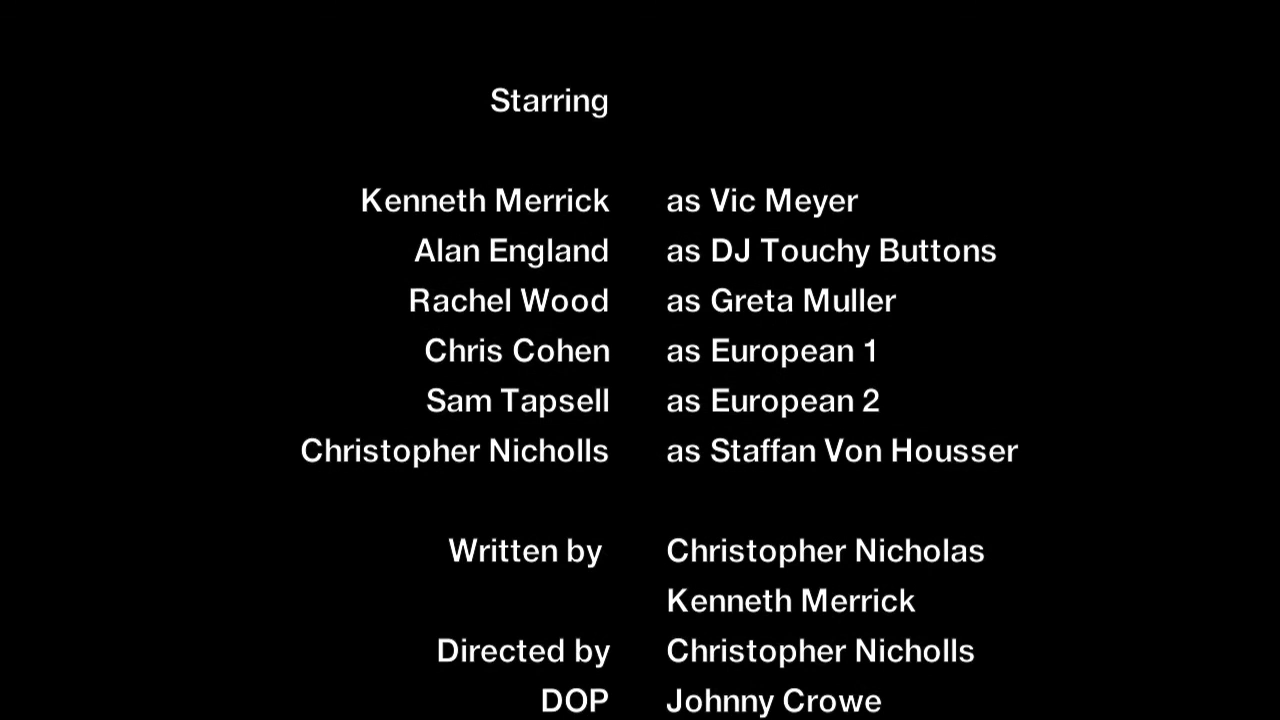 Starring
Kenneth Merrick as Vic Meyer
Alan England as DJ Touchy Buttons
Rachel Wood as Greta Muller
Chris Cohen as European 1
Sam Tapsell as European 2
Christopher Nicholls as Staffan Von Housser
Written by Christopher Nicholas
Kenneth Merrick
Directed by Christopher Nicholls
DOP Johnny Crowe